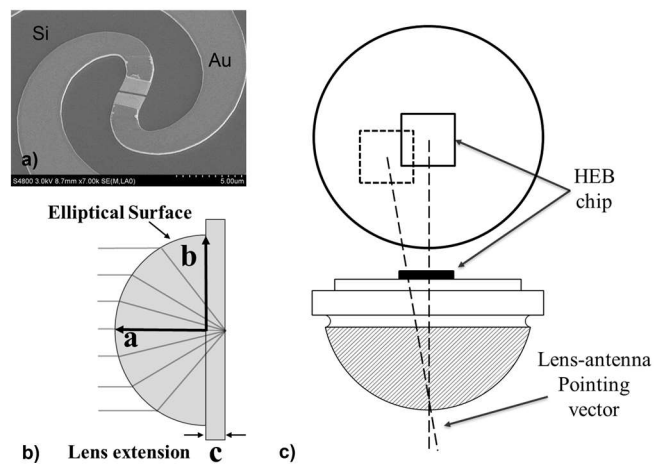 Si
Au
a)
S4800 3.0kV 8.7mm x7.00k SE(M,LA0)
5.00um
Elliptical Surface
b
a
b)
Lens extension
c
HEB
chip
Lens-antenna
Pointing
vector
c)